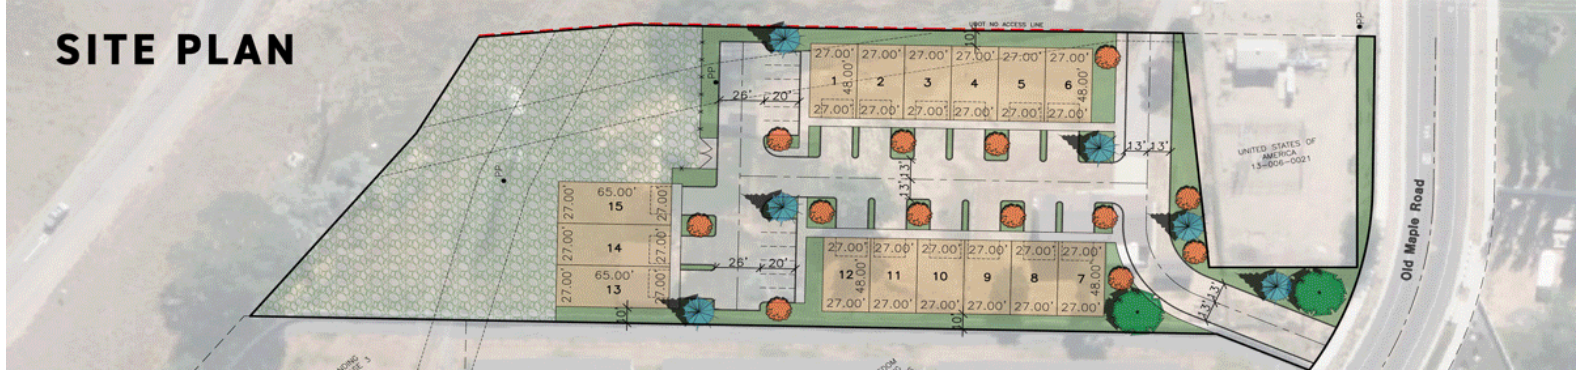 SITE PLAN
UDOT NO ACCESS LINE
10'
PP
PP
27.00' 27.00' 27.00' 27.00' 27.00' 27.00'
1 2 3 4 5 6
48.00' 48.00'
27.00' 27.00' 27.00' 27.00' 27.00' 27.00'
26' 20'
13' 13'
UNITED STATES OF
AMERICA
13-006-0021
13' 13'
PP
65.00'
27.00' 15 27.00'
27.00' 14 27.00'
65.00'
27.00' 13 27.00'
26' 20'
27.00' 27.00' 27.00' 27.00' 27.00' 27.00'
12 11 10 9 8 7
48.00' 48.00'
27.00' 27.00' 27.00' 27.00' 27.00' 27.00'
10' 10'
13' 13'
Old Maple Road